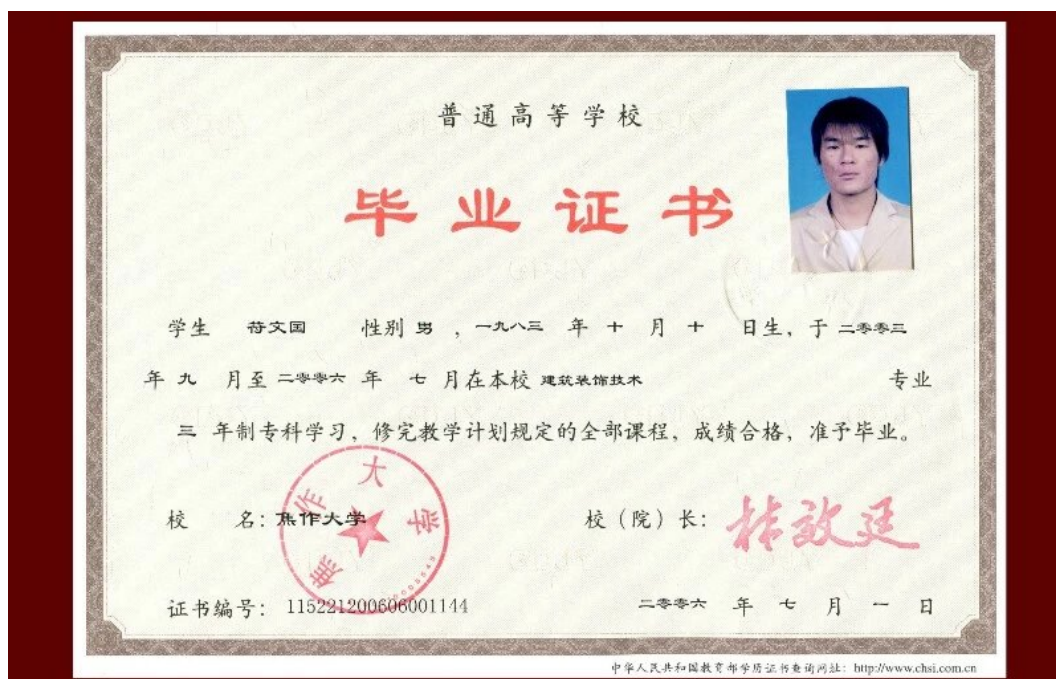 普通高等学校
毕业证书
学生 符文国 性别 男 ,一九八三 年 十 月 十 日生,于 二零零三
年 九 月至 二零零六 年 七 月在本校 建筑装饰技术 专业
三 年制专科学习,修完教学计划规定的全部课程,成绩合格,准予毕业。
校 名:焦作大学
校(院)长:
焦作大学
证书编号: 115221200606001144
二零零六 年 七 月 一 日
中华人民共和国教育部学历证书查询网址: http://www.chsi.com.cn